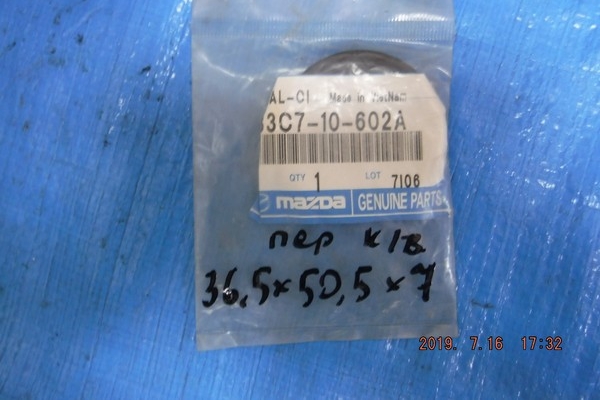 AL-CI Made in VietNam
3C7-10-602A
QTY 1 LOT 7106
mazda GENUINE PARTS
пер к/в
36,5×50,5×7
2019. 7.16 17:32